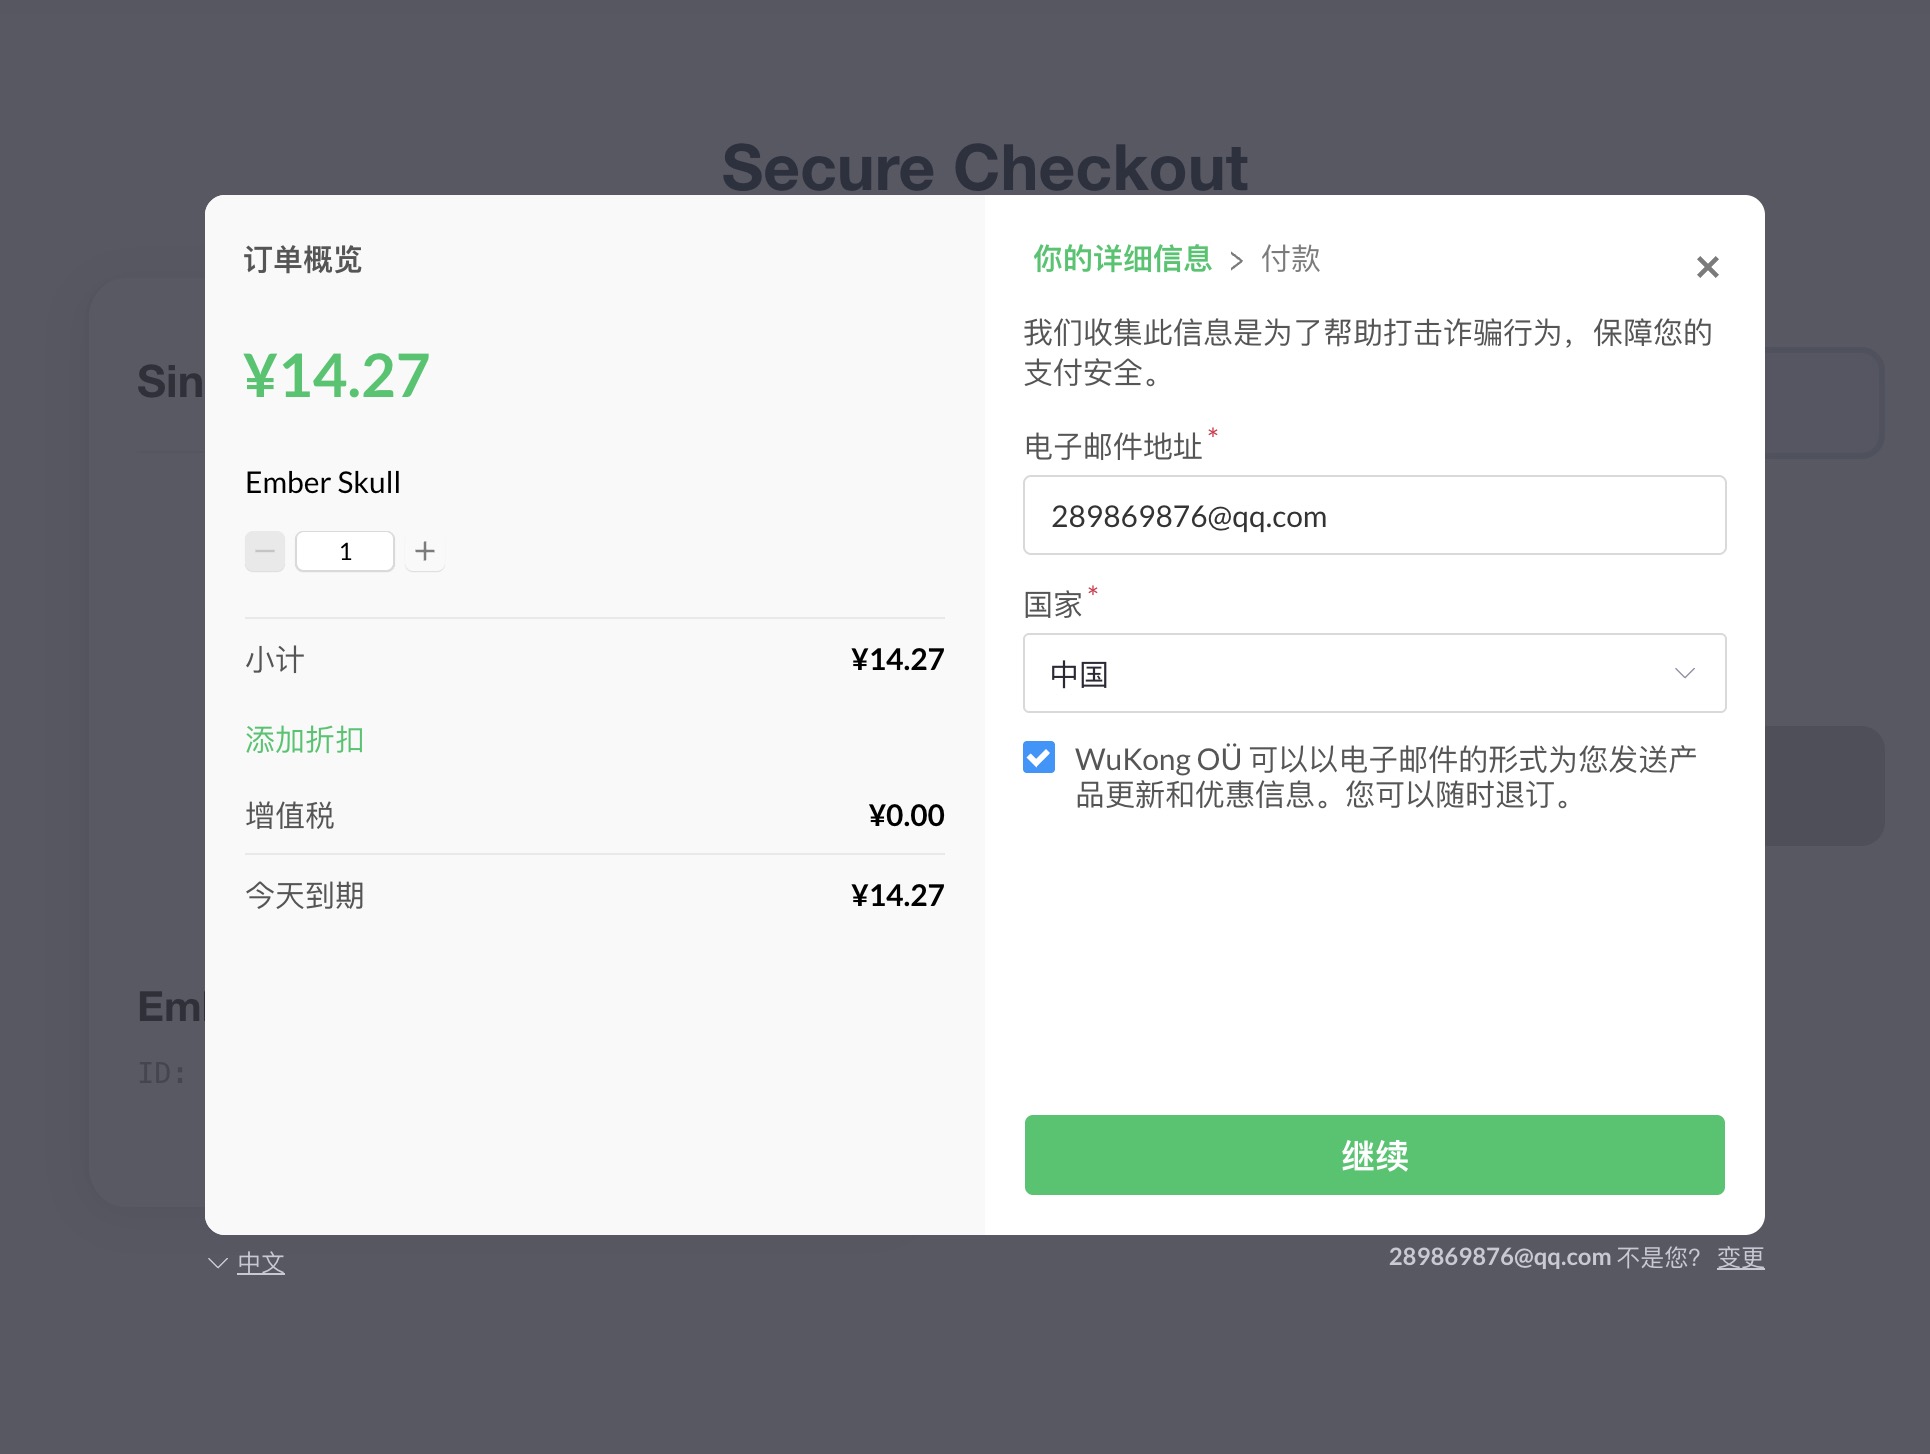 Secure Checkout
订单概览
¥14.27
Ember Skull
1
小计 ¥14.27
添加折扣
增值税 ¥0.00
今天到期 ¥14.27
你的详细信息 > 付款
我们收集此信息是为了帮助打击诈骗行为，保障您的
支付安全。
电子邮件地址*
289869876@qq.com
国家*
中国
WuKong OÜ 可以以电子邮件的形式为您发送产
品更新和优惠信息。您可以随时退订。
继续
ID:
中文
289869876@qq.com 不是您? 变更